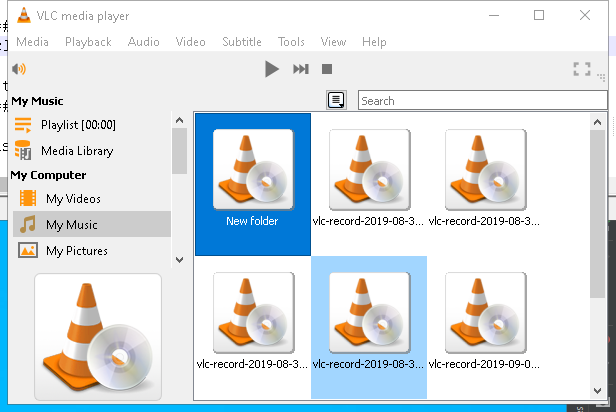 VLC media player
Media Playback Audio Video Subtitle Tools View Help
Search
My Music
Playlist [00:00]
Media Library
My Computer
My Videos
My Music
My Pictures
New folder vlc-record-2019-08-3... vlc-record-2019-08-3...
vlc-record-2019-08-3... vlc-record-2019-08-3... vlc-record-2019-09-0...